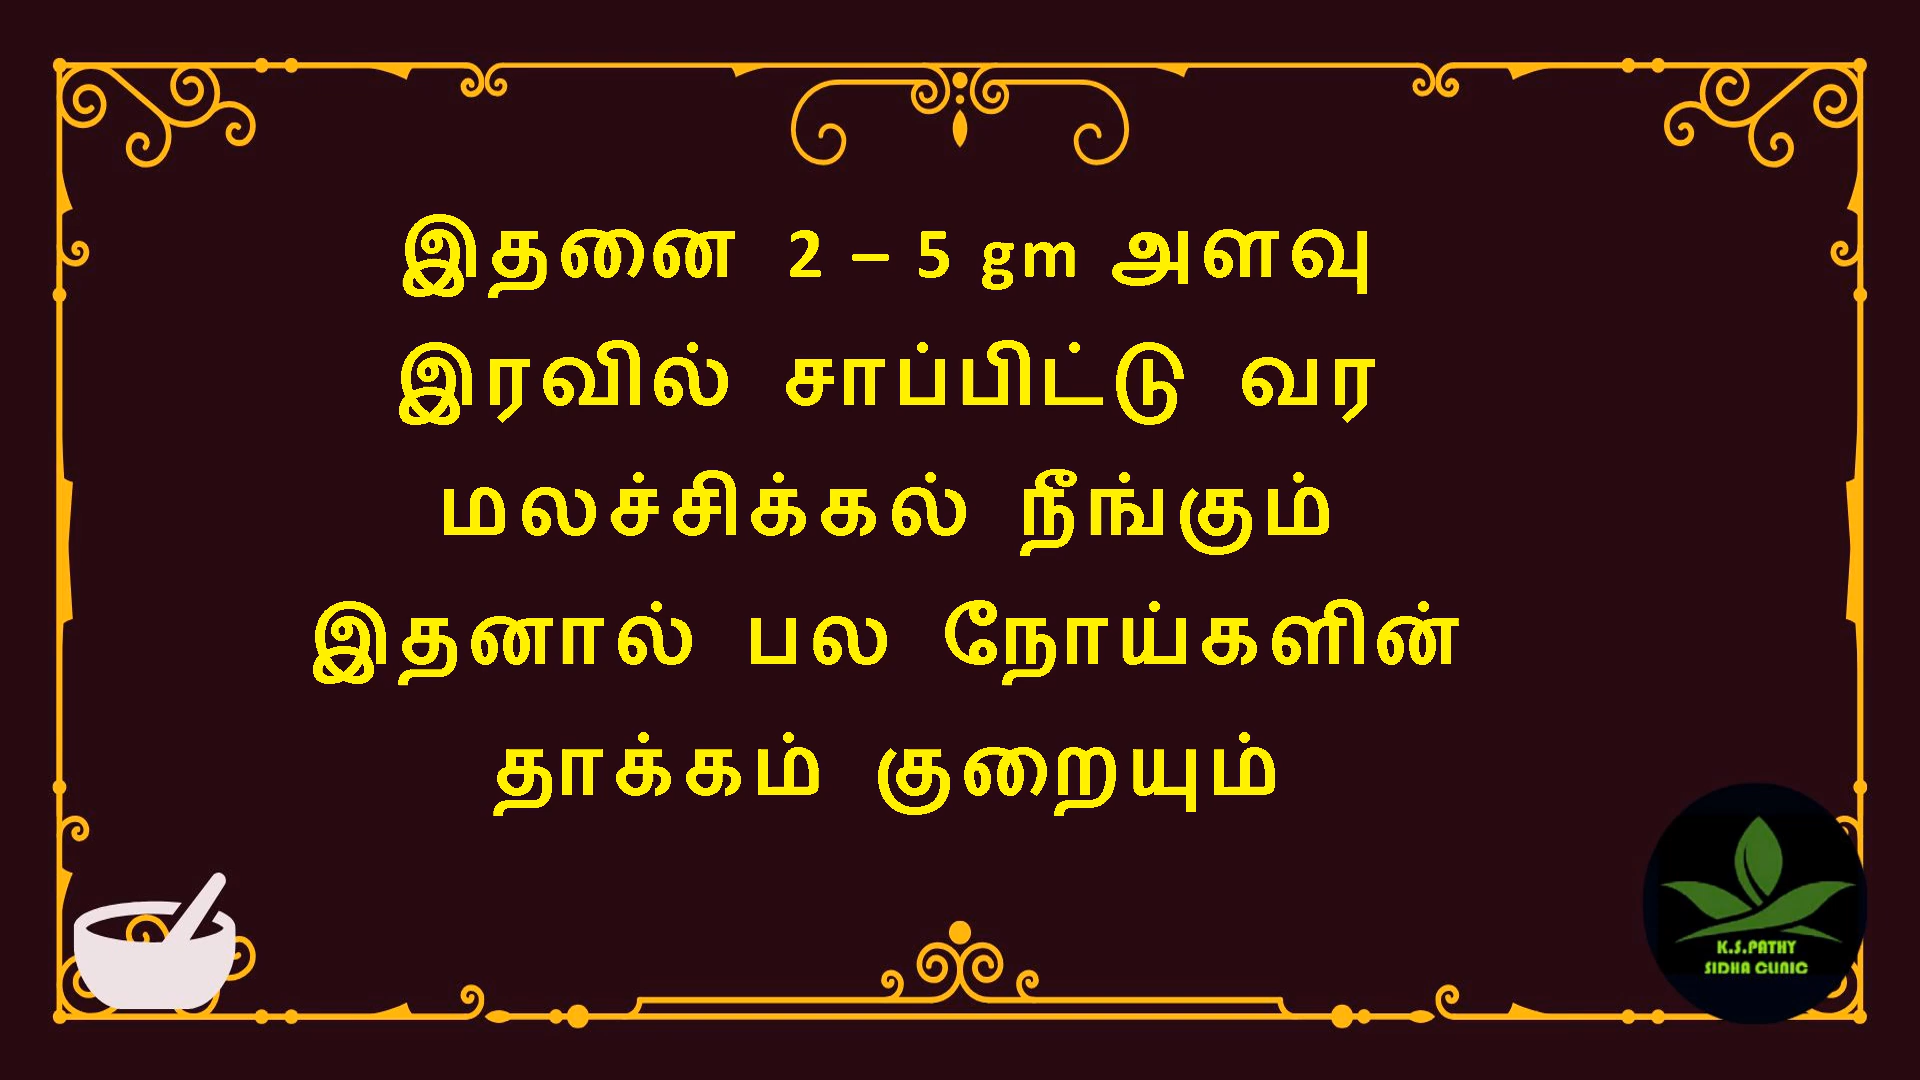 இதனை 2 – 5 gm அளவு
இரவில் சாப்பிட்டு வர
மலச்சிக்கல் நீங்கும்
இதனால் பல நோய்களின்
தாக்கம் குறையும்
K.S.PATHY
SIDHA CLINIC